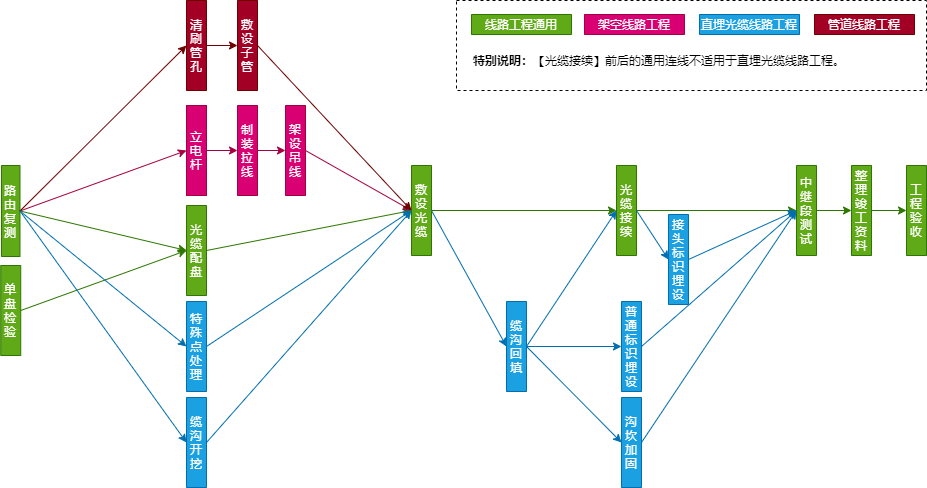 线路工程通用
架空线路工程
直埋光缆线路工程
管道线路工程
特别说明：【光缆接续】前后的通用连线不适用于直埋光缆线路工程。
清刷管孔
敷设子管
立电杆
制装拉线
架设吊线
路由复测
单盘检验
光缆配盘
特殊点处理
缆沟开挖
敷设光缆
缆沟回填
光缆接续
接头标识埋设
普通标识埋设
沟坎加固
中继段测试
整理竣工资料
工程验收